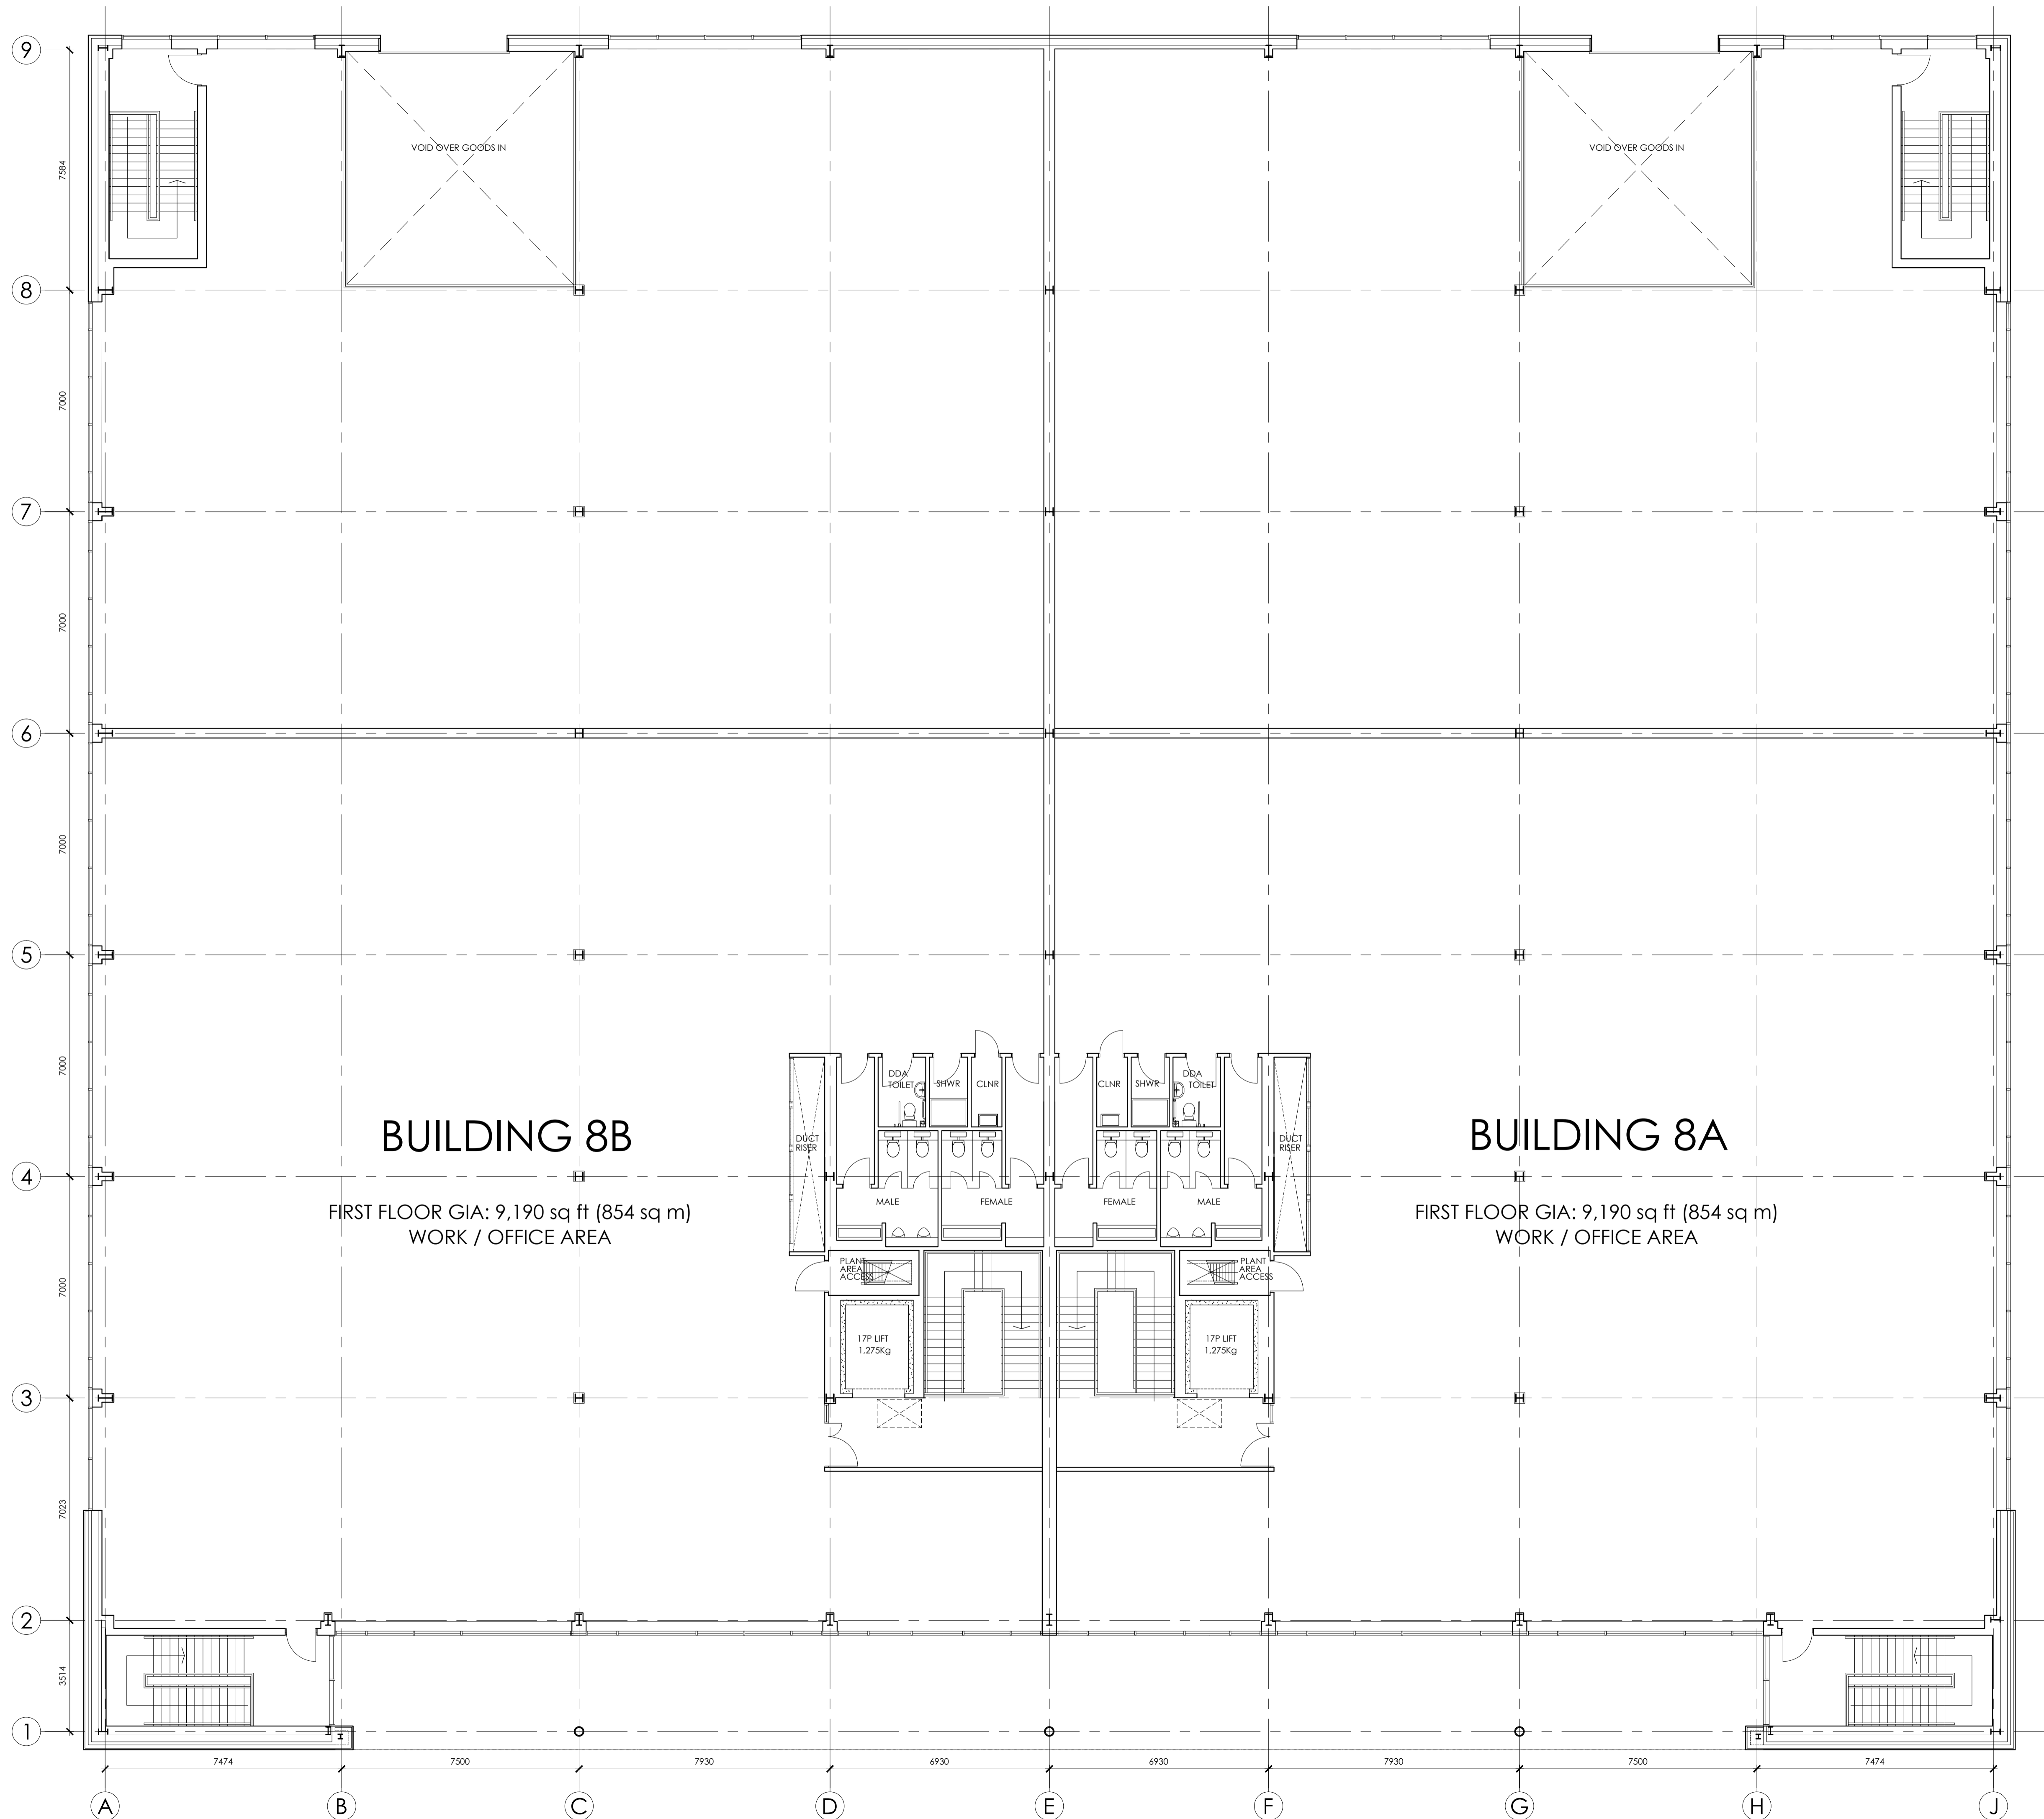 9
VOID OVER GOODS IN
VOID OVER GOODS IN
7584
8
7000
7
7000
6
7000
5
7000
DDA
TOILET
SHWR
CLNR
CLNR
SHWR
DDA
TOILET
BUILDING 8B
DUCT
RISER
DUCT
RISER
BUILDING 8A
4
MALE
FEMALE
FEMALE
MALE
FIRST FLOOR GIA: 9,190 sq ft (854 sq m)
WORK / OFFICE AREA
FIRST FLOOR GIA: 9,190 sq ft (854 sq m)
WORK / OFFICE AREA
PLANT
AREA
ACCESS
PLANT
AREA
ACCESS
7000
17P LIFT
1,275Kg
17P LIFT
1,275Kg
3
7023
2
3514
1
7474
7500
7930
6930
6930
7930
7500
7474
A
B
C
D
E
F
G
H
J